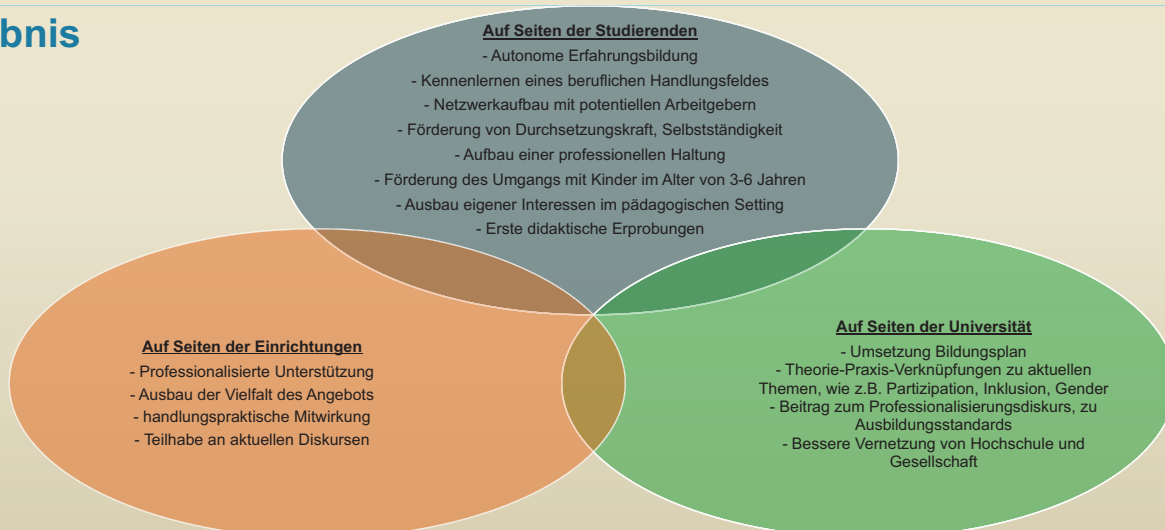 bnis
Auf Seiten der Studierenden
- Autonome Erfahrungsbildung
- Kennenlernen eines beruflichen Handlungsfeldes
- Netzwerkaufbau mit potentiellen Arbeitgebern
- Förderung von Durchsetzungskraft, Selbstständigkeit
- Aufbau einer professionellen Haltung
- Förderung des Umgangs mit Kinder im Alter von 3-6 Jahren
- Ausbau eigener Interessen im pädagogischen Setting
- Erste didaktische Erprobungen
Auf Seiten der Einrichtungen
- Professionalisierte Unterstützung
- Ausbau der Vielfalt des Angebots
- handlungspraktische Mitwirkung
- Teilhabe an aktuellen Diskursen
Auf Seiten der Universität
- Umsetzung Bildungsplan
- Theorie-Praxis-Verknüpfungen zu aktuellen
Themen, wie z.B. Partizipation, Inklusion, Gender
- Beitrag zum Professionalisierungsdiskurs, zu
Ausbildungsstandards
- Bessere Vernetzung von Hochschule und
Gesellschaft